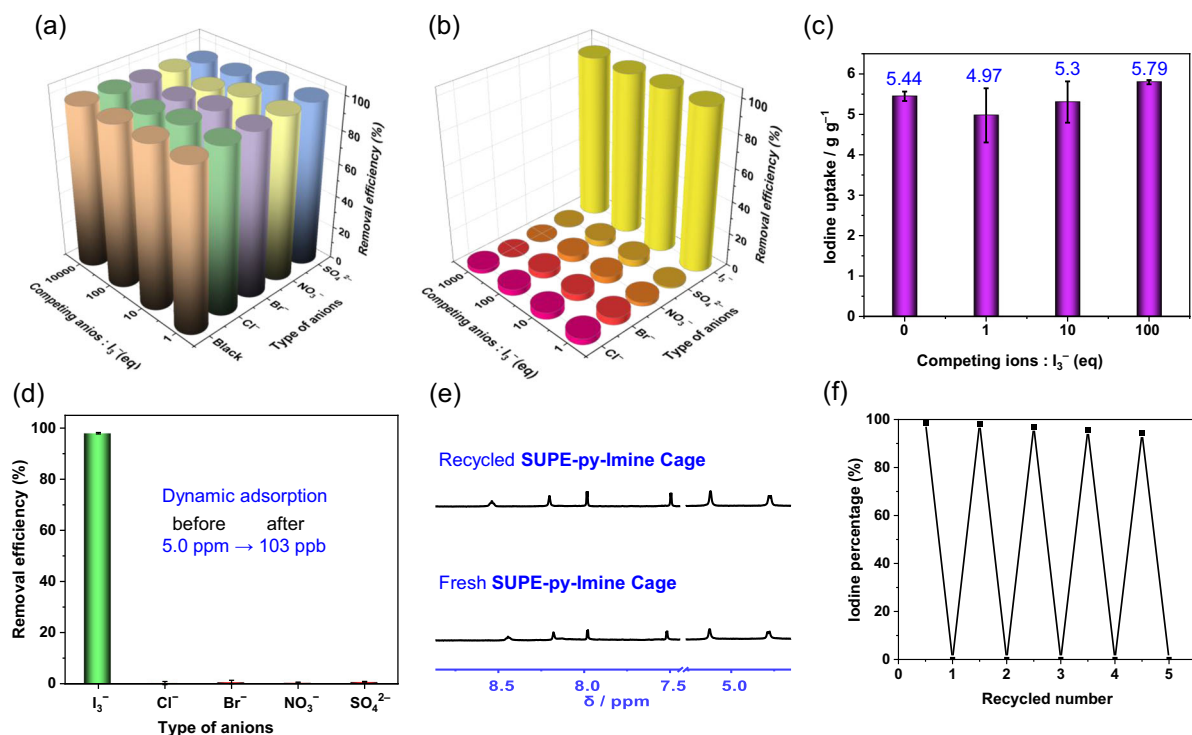 (a)
100
80
60
40
20
0
Removal efficiency (%)
10000
100
10
1
Competing anios : I₃⁻(eq)
Black
Cl⁻
Br⁻
NO₃⁻
SO₄²⁻
Type of anions
(b)
100
80
60
40
20
0
Removal efficiency (%)
1000
100
10
1
Competing anios : I₃⁻(eq)
Cl⁻
Br⁻
NO₃⁻
SO₄²⁻
I₃⁻
Type of anions
(c)
Iodine uptake / g g⁻¹
6
5
4
3
2
1
0
5.44
4.97
5.3
5.79
0 1 10 100
Competing ions : I₃⁻ (eq)
(d)
Removal efficiency (%)
100
80
60
40
20
0
Dynamic adsorption
before after
5.0 ppm → 103 ppb
I₃⁻ Cl⁻ Br⁻ NO₃⁻ SO₄²⁻
Type of anions
(e)
Recycled SUPE-py-Imine Cage
Fresh SUPE-py-Imine Cage
8.5 8.0 7.5 5.0
δ / ppm
(f)
Iodine percentage (%)
100
80
60
40
20
0
0 1 2 3 4 5
Recycled number